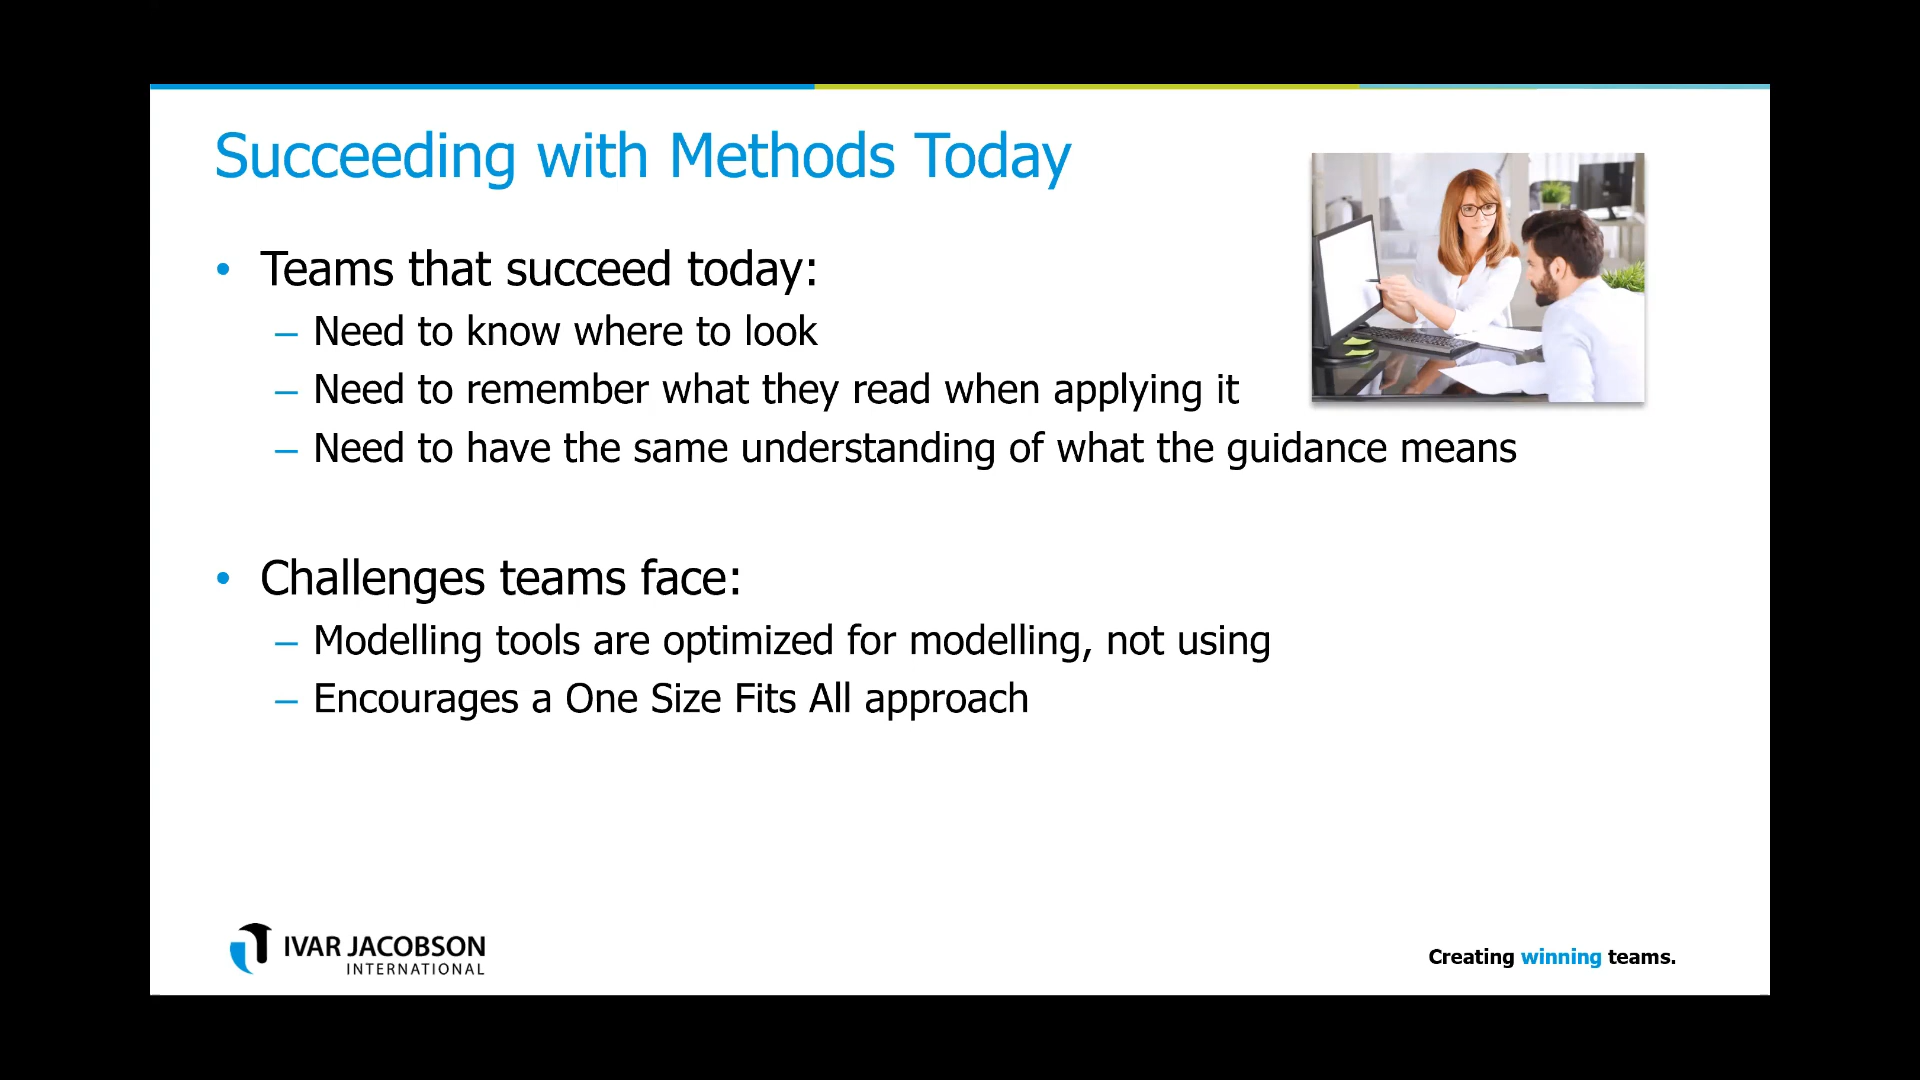 Succeeding with Methods Today
• Teams that succeed today:
– Need to know where to look
– Need to remember what they read when applying it
– Need to have the same understanding of what the guidance means
• Challenges teams face:
– Modelling tools are optimized for modelling, not using
– Encourages a One Size Fits All approach
IVAR JACOBSON
INTERNATIONAL
Creating winning teams.